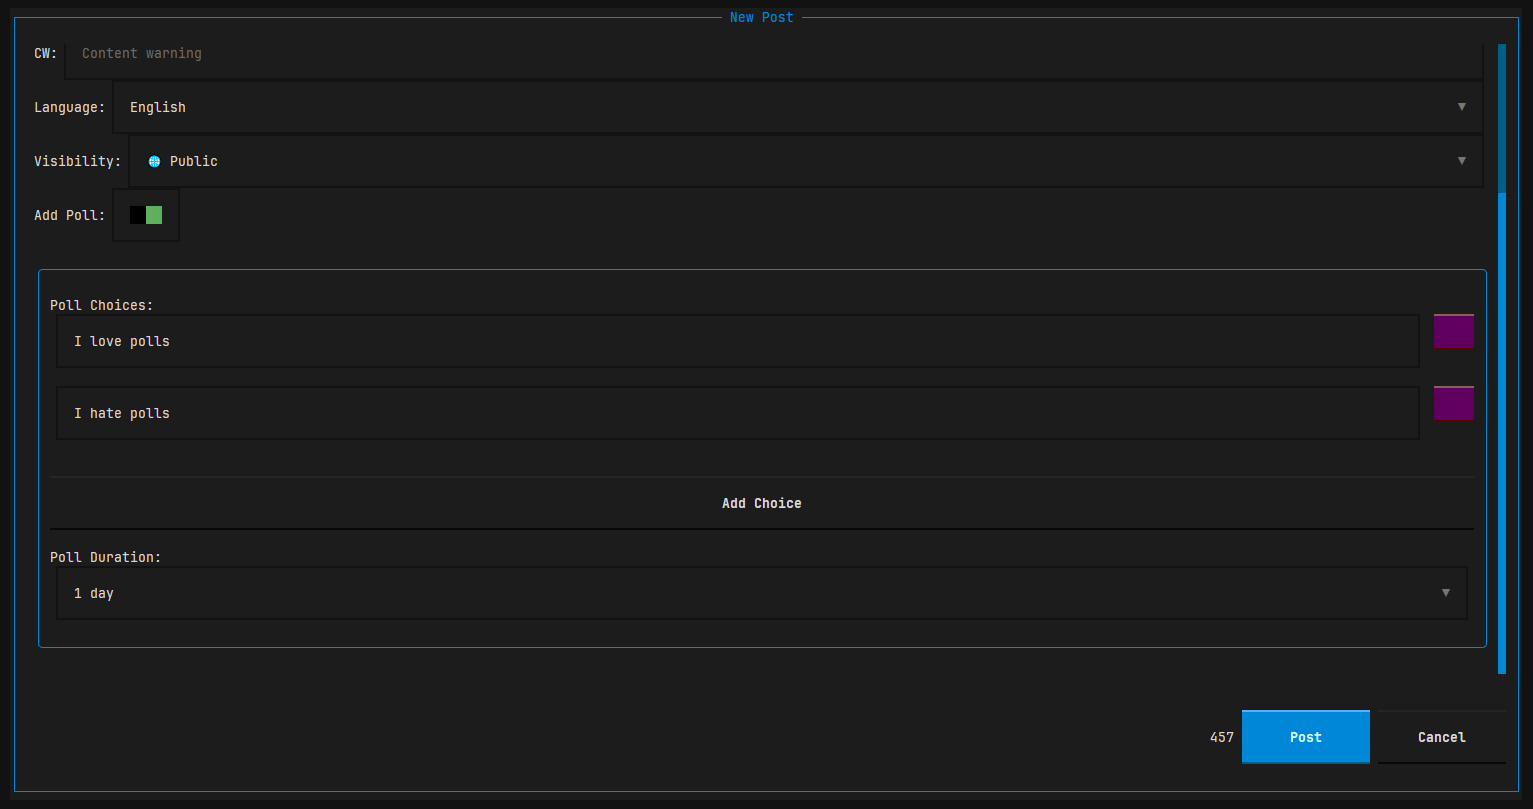 New Post
CW: Content warning
Language: English ▼
Visibility: 🌐 Public ▼
Add Poll:
Poll Choices:
I love polls
I hate polls
Add Choice
Poll Duration:
1 day ▼
457 Post Cancel